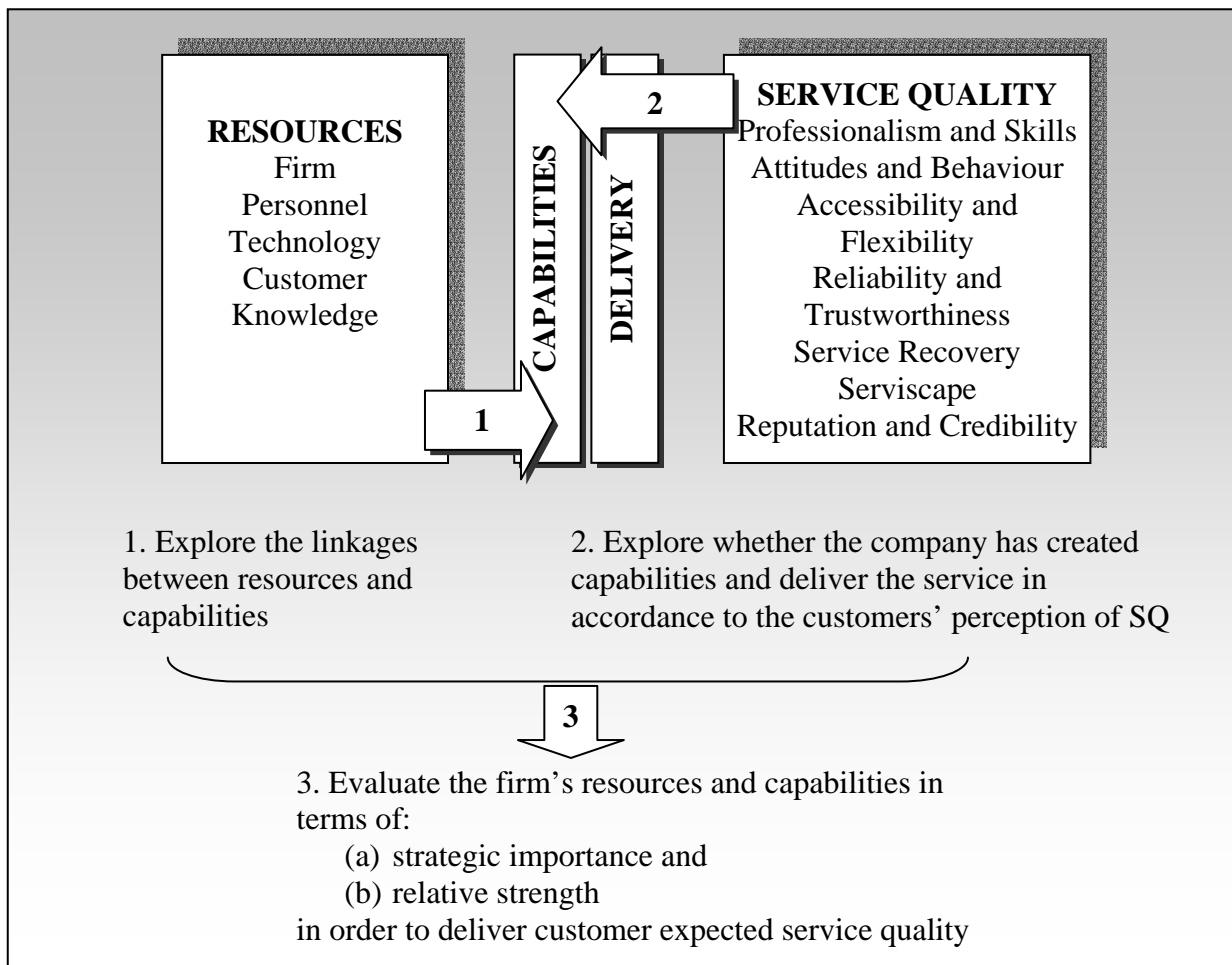 RESOURCES
Firm
Personnel
Technology
Customer
Knowledge
1
CAPABILITIES
DELIVERY
2
SERVICE QUALITY
Professionalism and Skills
Attitudes and Behaviour
Accessibility and
Flexibility
Reliability and
Trustworthiness
Service Recovery
Serviscape
Reputation and Credibility
1. Explore the linkages
between resources and
capabilities
2. Explore whether the company has created
capabilities and deliver the service in
accordance to the customers’ perception of SQ
3
3. Evaluate the firm’s resources and capabilities in
terms of:
(a) strategic importance and
(b) relative strength
in order to deliver customer expected service quality